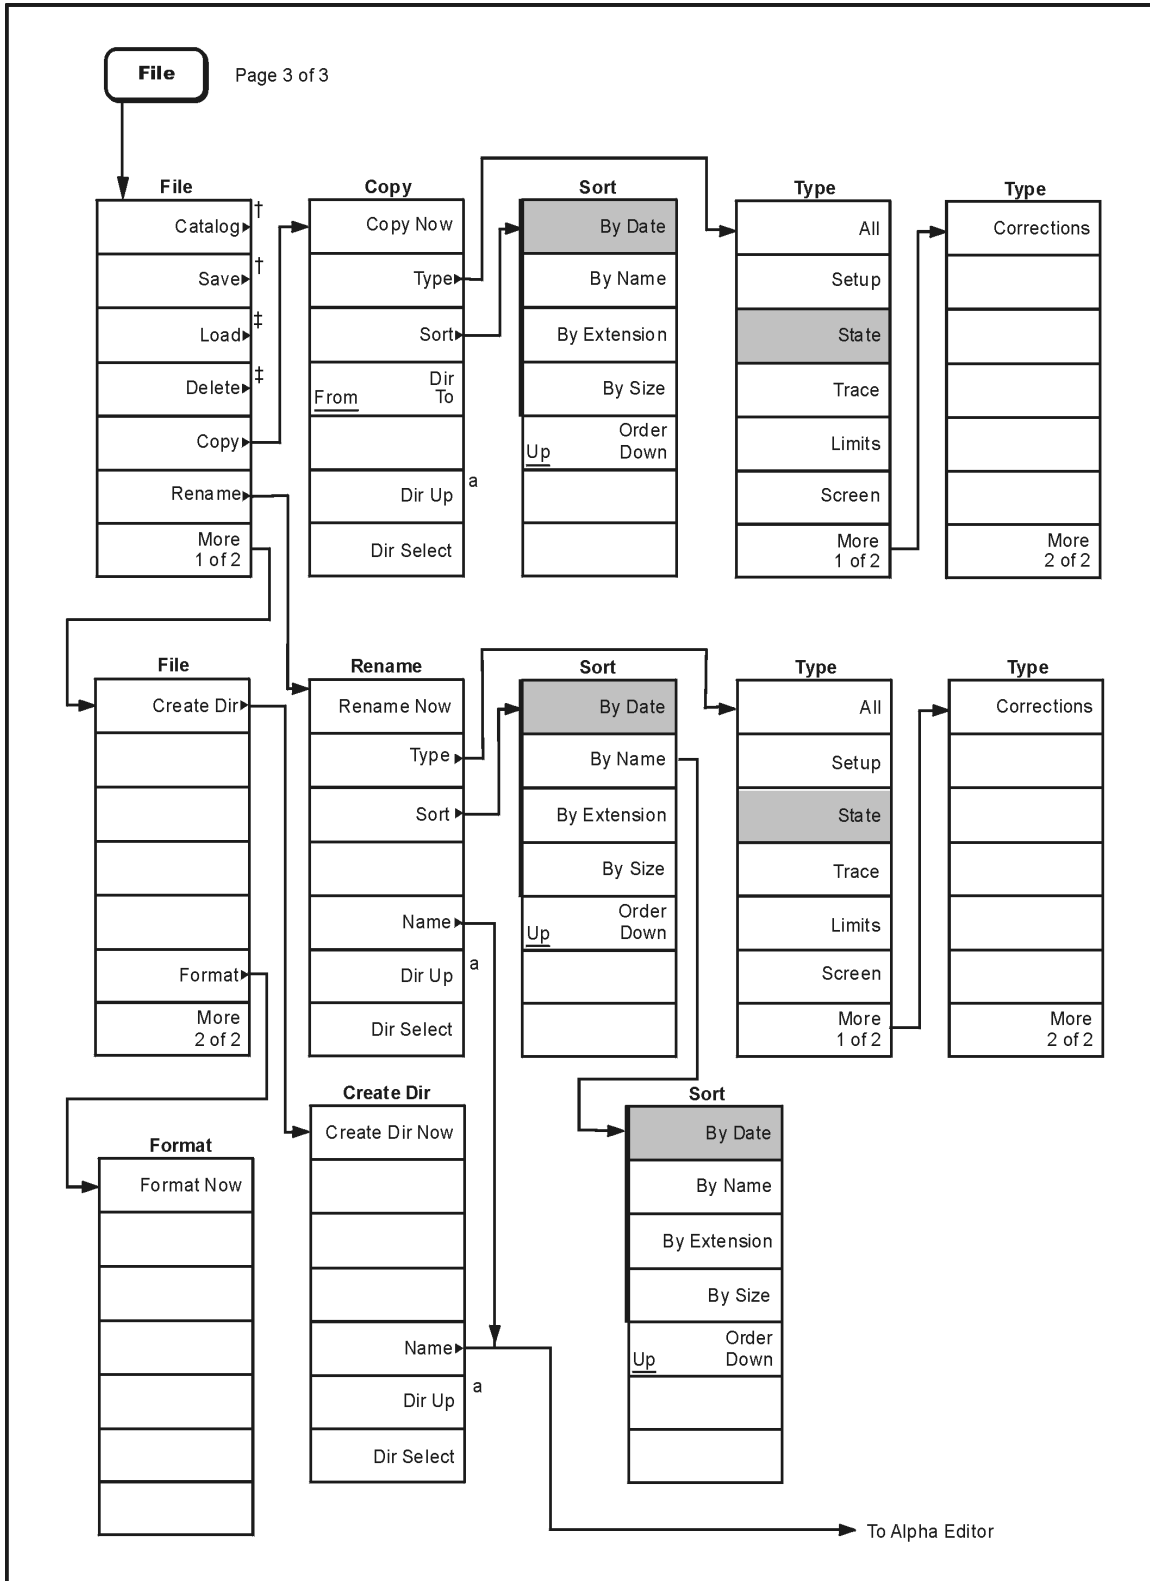 File
Page 3 of 3
File
Catalog †
Save †
Load ‡
Delete ‡
Copy
Rename
More
1 of 2
Copy
Copy Now
Type
Sort
Dir
From To
Dir Up a
Dir Select
Sort
By Date
By Name
By Extension
By Size
Order
Up Down
Type
All
Setup
State
Trace
Limits
Screen
More
1 of 2
Type
Corrections
More
2 of 2
File
Create Dir
Format
More
2 of 2
Rename
Rename Now
Type
Sort
Name
Dir Up a
Dir Select
Sort
By Date
By Name
By Extension
By Size
Order
Up Down
Type
All
Setup
State
Trace
Limits
Screen
More
1 of 2
Type
Corrections
More
2 of 2
Format
Format Now
Create Dir
Create Dir Now
Name
Dir Up a
Dir Select
Sort
By Date
By Name
By Extension
By Size
Order
Up Down
To Alpha Editor